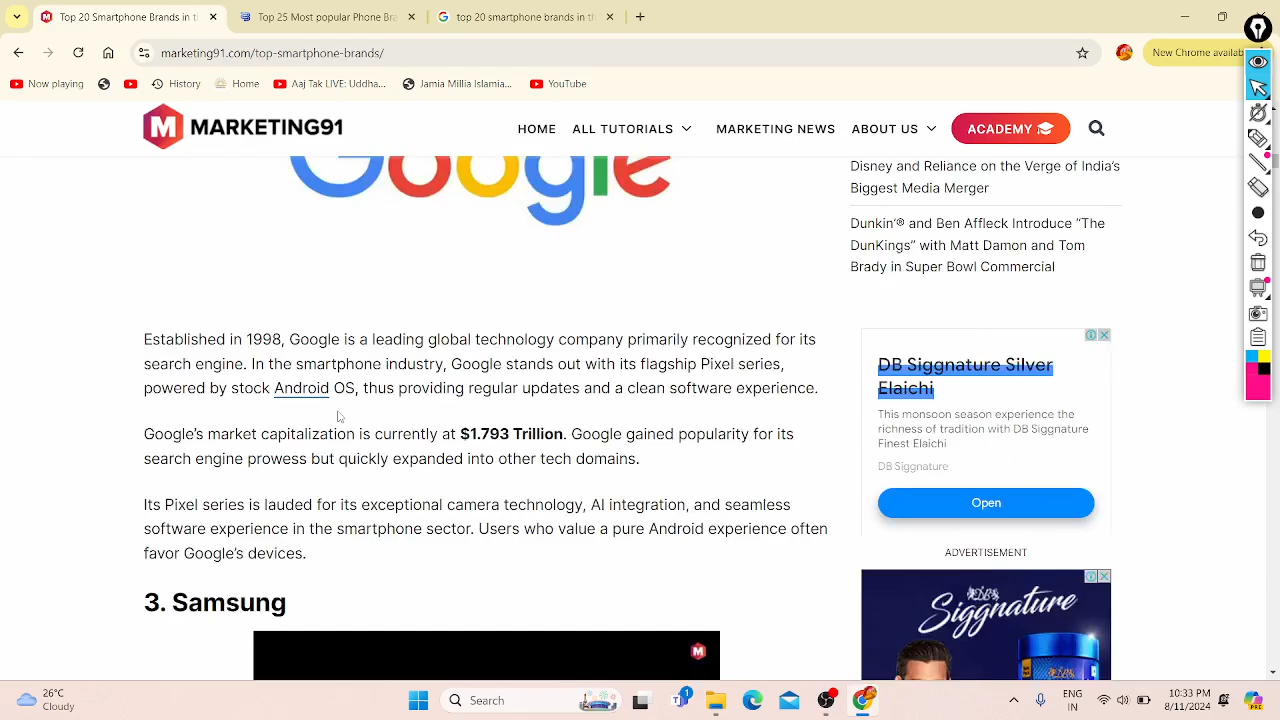 Top 20 Smartphone Brands in t
Top 25 Most popular Phone Bra
top 20 smartphone brands in th
marketing91.com/top-smartphone-brands/
New Chrome availab
Now playing
History
Home
Aaj Tak LIVE: Uddha...
Jamia Millia Islamia...
YouTube
MARKETING91
HOME
ALL TUTORIALS
MARKETING NEWS
ABOUT US
ACADEMY
Google
Disney and Reliance on the Verge of India's
Biggest Media Merger
Dunkin'® and Ben Affleck Introduce "The
DunKings" with Matt Damon and Tom
Brady in Super Bowl Commercial
Established in 1998, Google is a leading global technology company primarily recognized for its
search engine. In the smartphone industry, Google stands out with its flagship Pixel series,
powered by stock Android OS, thus providing regular updates and a clean software experience.
Google's market capitalization is currently at $1.793 Trillion. Google gained popularity for its
search engine prowess but quickly expanded into other tech domains.
Its Pixel series is lauded for its exceptional camera technology, AI integration, and seamless
software experience in the smartphone sector. Users who value a pure Android experience often
favor Google's devices.
3. Samsung
M
DB Siggnature Silver
Elaichi
This monsoon season experience the
richness of tradition with DB Siggnature
Finest Elaichi
DB Siggnature
Open
ADVERTISEMENT
Siggnature
26°C
Cloudy
Search
1
ENG
IN
10:33 PM
8/11/2024